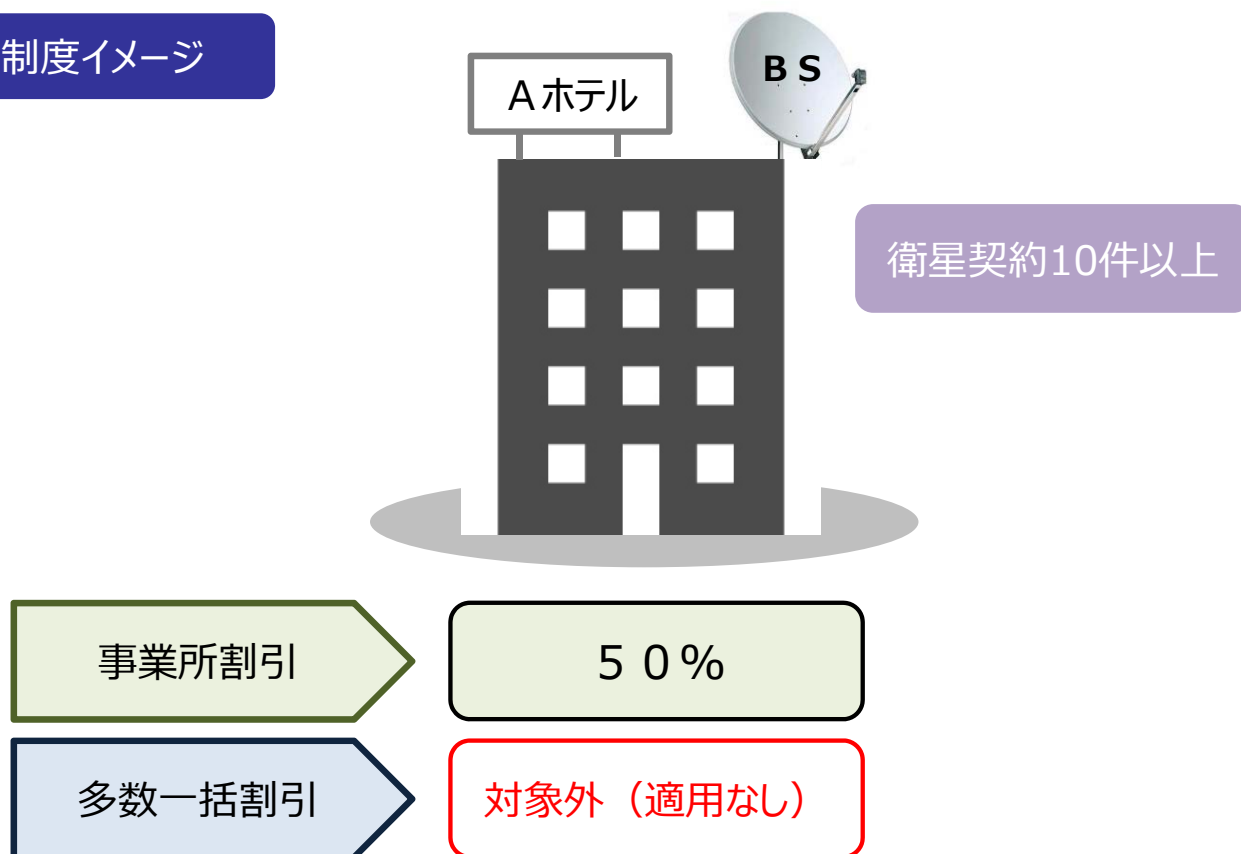 制度イメージ
Aホテル
BS
衛星契約10件以上
事業所割引
50%
多数一括割引
対象外(適用なし)